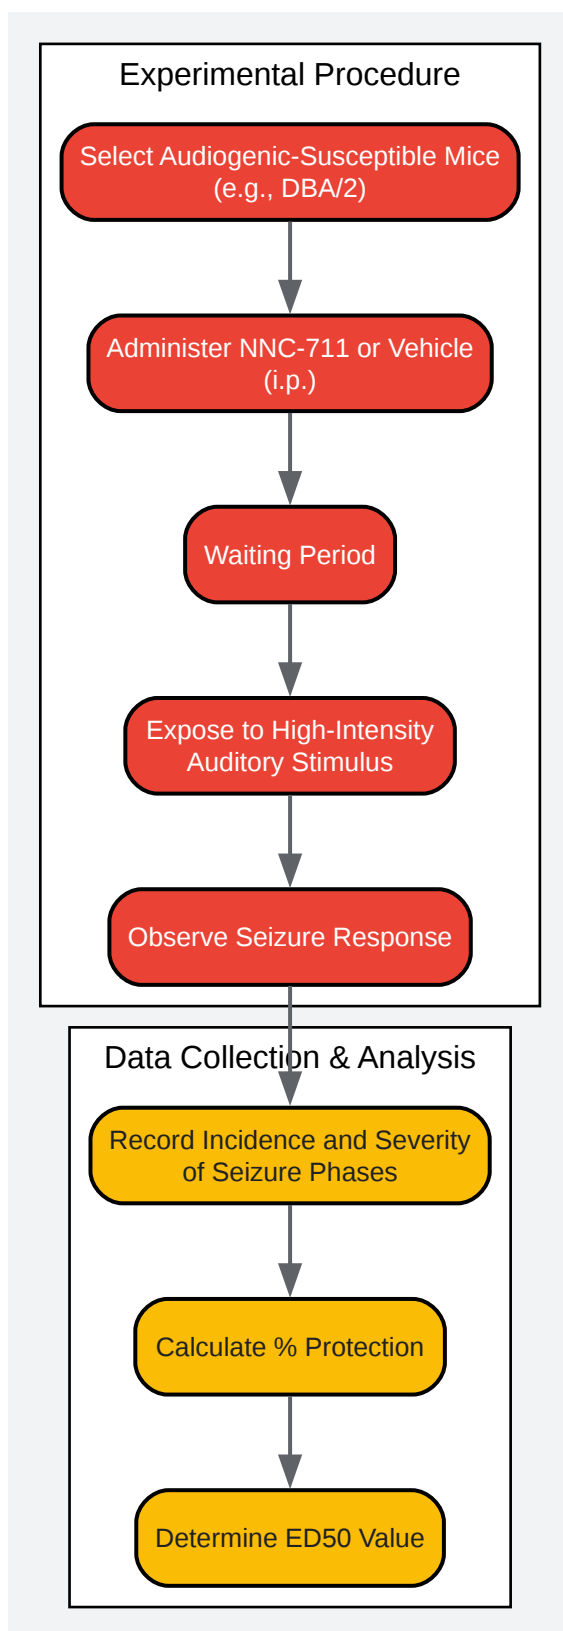 Experimental Procedure
Select Audiogenic-Susceptible Mice
(e.g., DBA/2)
Administer NNC-711 or Vehicle
(i.p.)
Waiting Period
Expose to High-Intensity
Auditory Stimulus
Observe Seizure Response
Data Collection & Analysis
Record Incidence and Severity
of Seizure Phases
Calculate % Protection
Determine ED50 Value